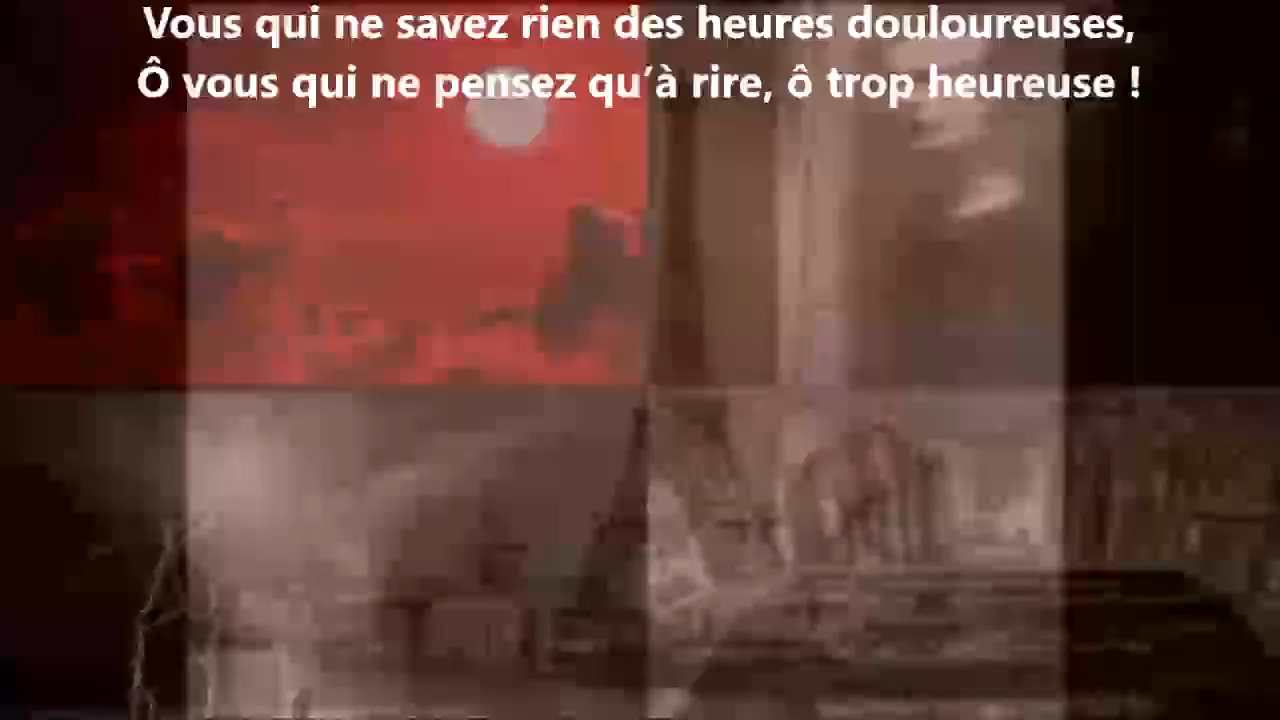 Vous qui ne savez rien des heures douloureuses,
Ô vous qui ne pensez qu’à rire, ô trop heureuse !